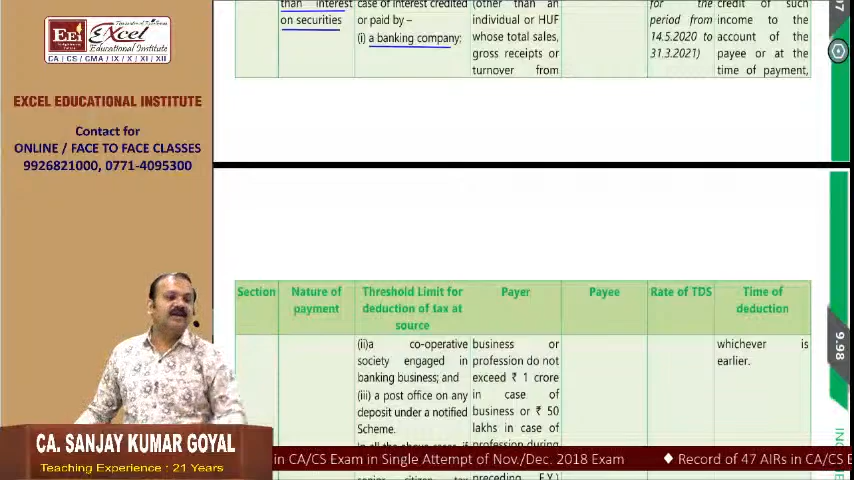 EEi
Excel
Educational Institute
CA / CS / CMA / IX / X / XI / XII
EXCEL EDUCATIONAL INSTITUTE
Contact for
ONLINE / FACE TO FACE CLASSES
9926821000, 0771-4095300
than interest
on securities
case of interest credited
or paid by –
(i) a banking company;
(other than an
individual or HUF
whose total sales,
gross receipts or
turnover from
for the
period from
14.5.2020 to
31.3.2021)
credit of such
income to the
account of the
payee or at the
time of payment,
Section
Nature of
payment
Threshold Limit for
deduction of tax at
source
Payer
Payee
Rate of TDS
Time of
deduction
(ii)a co-operative
society engaged in
banking business; and
(iii) a post office on any
deposit under a notified
Scheme.
business or
profession do not
exceed ₹ 1 crore
in case of
business or ₹ 50
lakhs in case of
profession during
whichever is
earlier.
9.98
CA. SANJAY KUMAR GOYAL
Teaching Experience : 21 Years
in CA/CS Exam in Single Attempt of Nov./Dec. 2018 Exam ◆ Record of 47 AIRs in CA/CS E